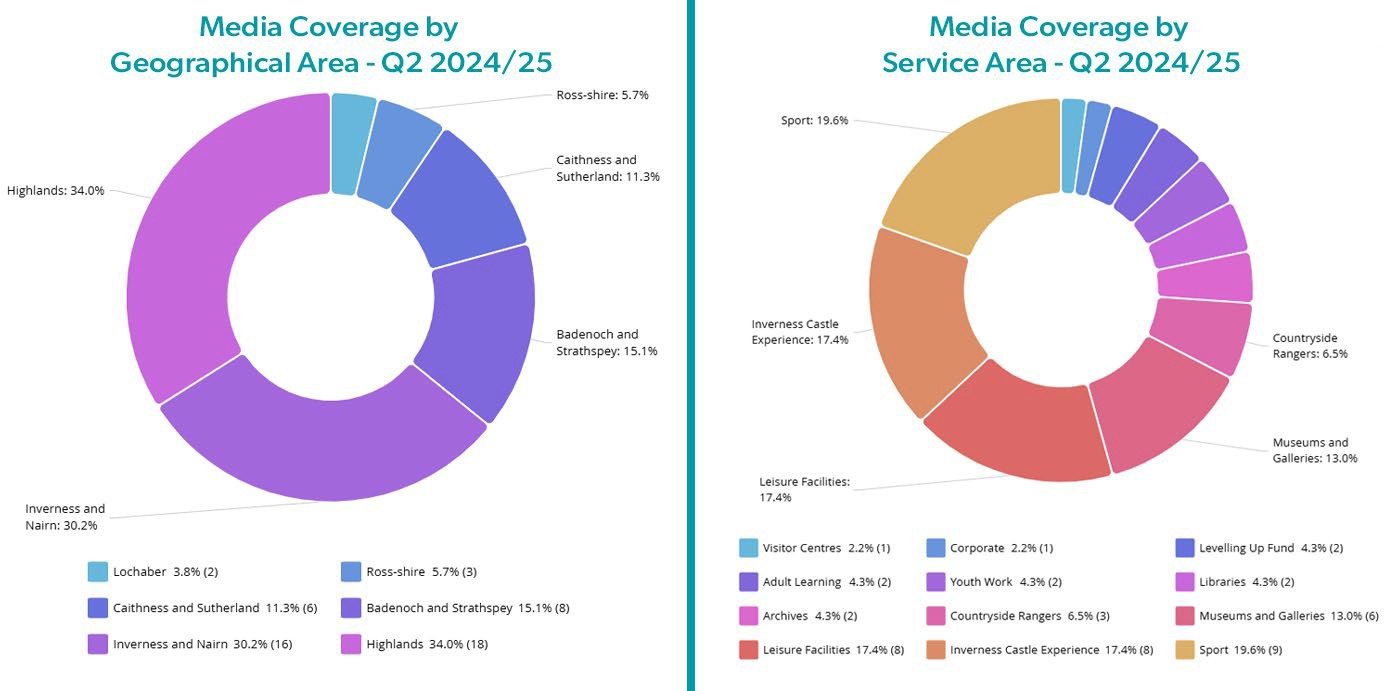 Media Coverage by
Geographical Area - Q2 2024/25
Ross-shire: 5.7%
Caithness and
Sutherland: 11.3%
Highlands: 34.0%
Badenoch and
Strathspey: 15.1%
Inverness and
Nairn: 30.2%
Lochaber 3.8% (2)
Ross-shire 5.7% (3)
Caithness and Sutherland 11.3% (6)
Badenoch and Strathspey 15.1% (8)
Inverness and Nairn 30.2% (16)
Highlands 34.0% (18)
Media Coverage by
Service Area - Q2 2024/25
Sport: 19.6%
Inverness Castle
Experience: 17.4%
Countryside
Rangers: 6.5%
Museums and
Galleries: 13.0%
Leisure Facilities:
17.4%
Visitor Centres 2.2% (1)
Corporate 2.2% (1)
Levelling Up Fund 4.3% (2)
Adult Learning 4.3% (2)
Youth Work 4.3% (2)
Libraries 4.3% (2)
Archives 4.3% (2)
Countryside Rangers 6.5% (3)
Museums and Galleries 13.0% (6)
Leisure Facilities 17.4% (8)
Inverness Castle Experience 17.4% (8)
Sport 19.6% (9)